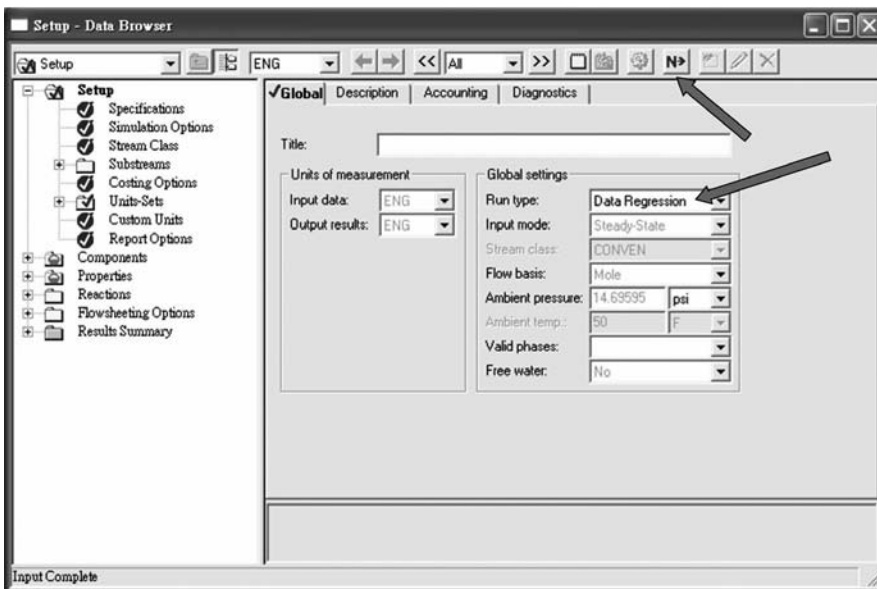 Setup - Data Browser
Setup ENG << All >> N>
Setup
Specifications
Simulation Options
Stream Class
Substreams
Costing Options
Units-Sets
Custom Units
Report Options
Components
Properties
Reactions
Flowsheeting Options
Results Summary
Global Description Accounting Diagnostics
Title:
Units of measurement
Input data: ENG
Output results: ENG
Global settings
Run type: Data Regression
Input mode: Steady-State
Stream class: CONVEN
Flow basis: Mole
Ambient pressure: 14.69595 psi
Ambient temp.: 50 F
Valid phases:
Free water: No
Input Complete